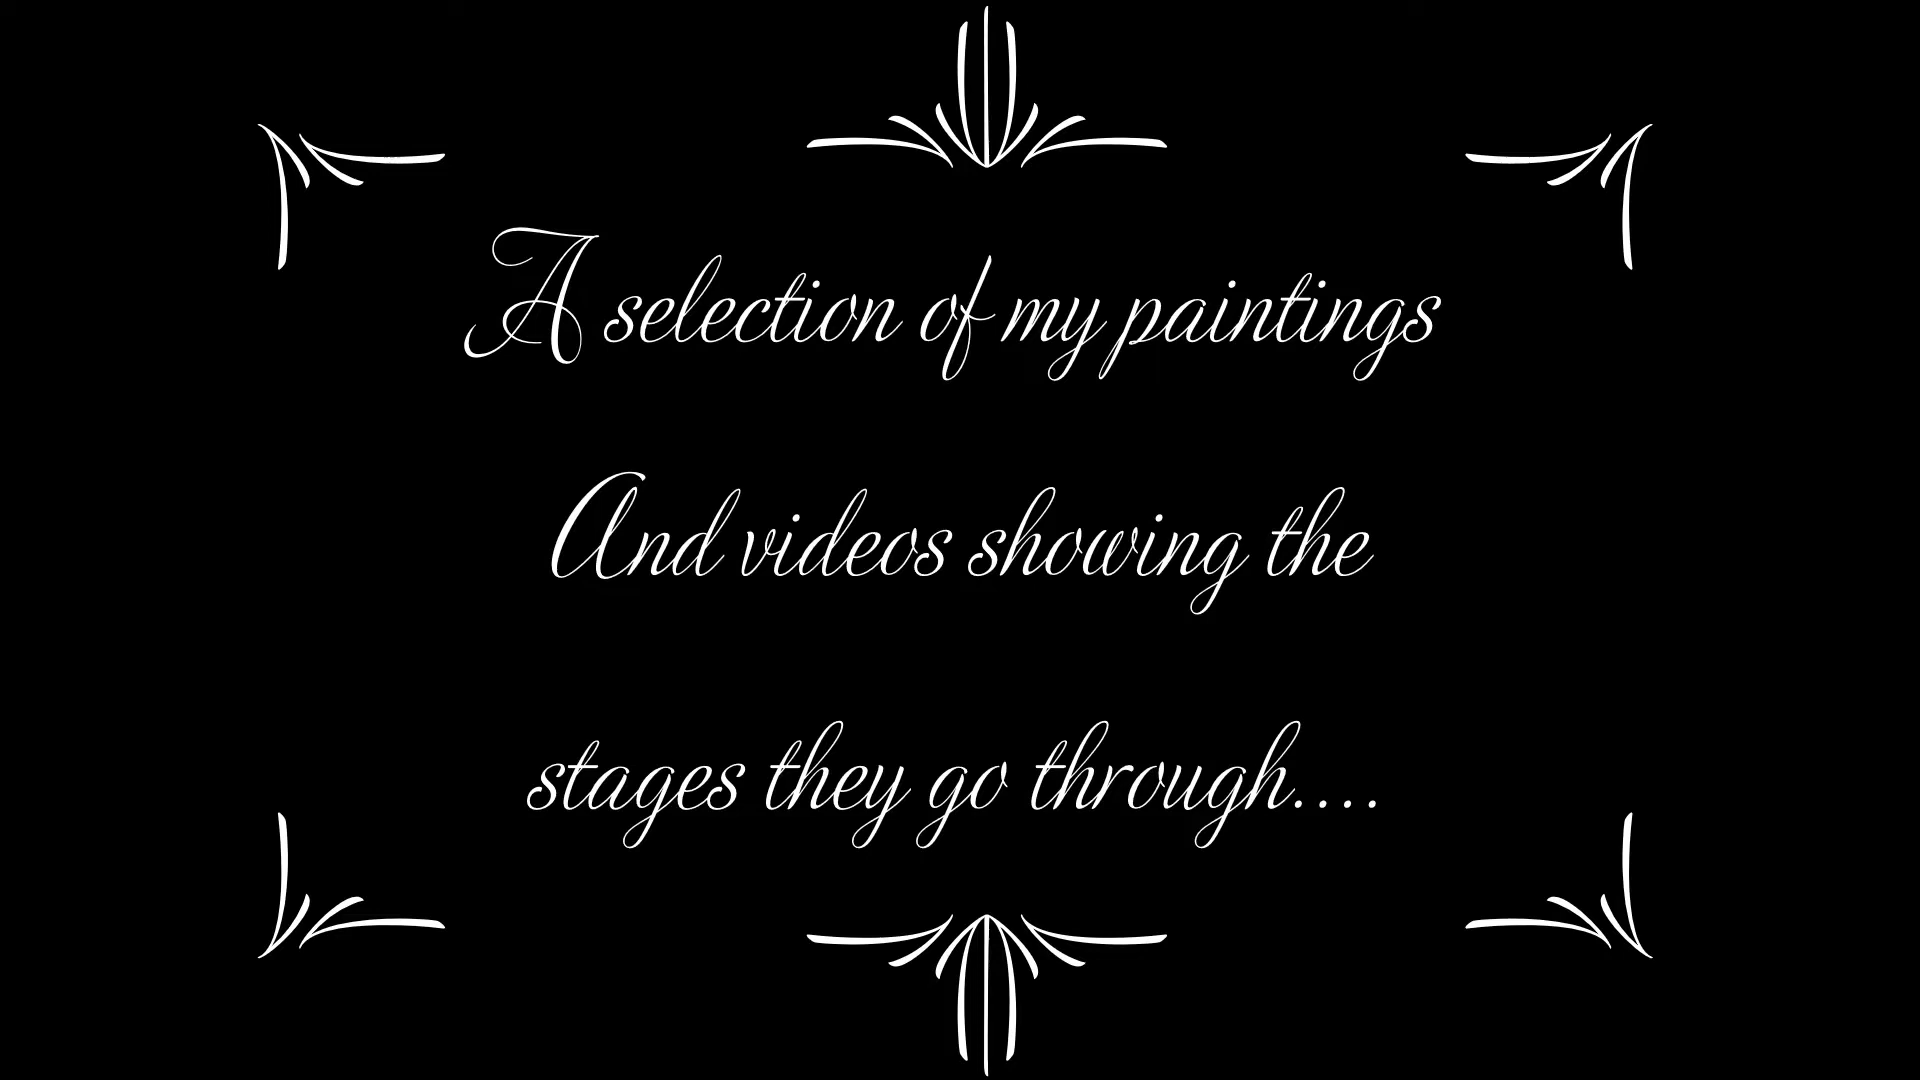 A selection of my paintings
And videos showing the
stages they go through....